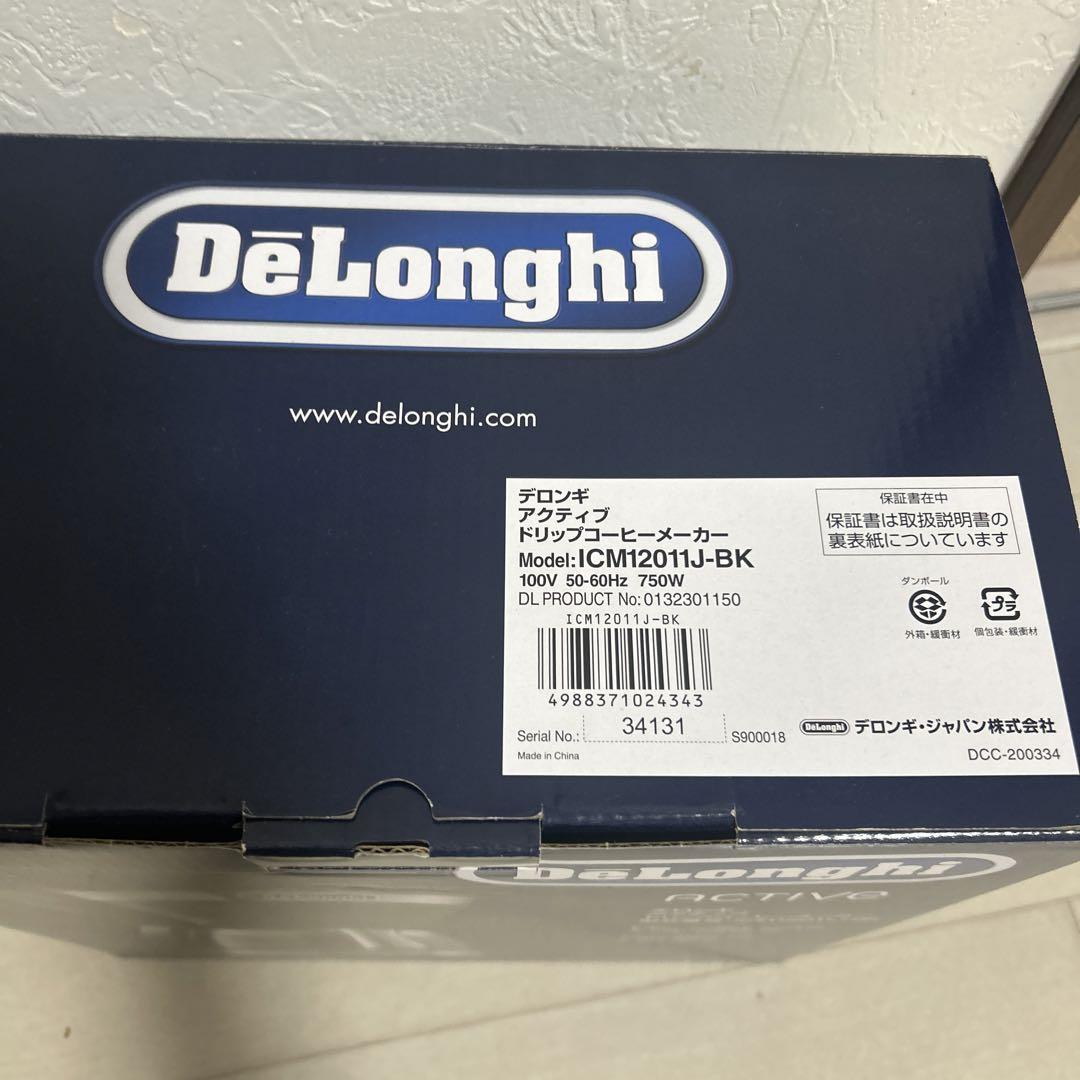 DeLonghi
www.delonghi.com
デロンギ
アクティブ
ドリップコーヒーメーカー
Model:ICM12011J-BK
100V 50-60Hz 750W
DL PRODUCT No:0132301150
ICM12011J-BK
4988371024343
Serial No.: 34131
S900018
Made in China
保証書在中
保証書は取扱説明書の
裏表紙についています
ダンボール
外箱・緩衝材
プラ
個包装・緩衝材
DeLonghi デロンギ・ジャパン株式会社
DCC-200334
DeLonghi
ACTIVE